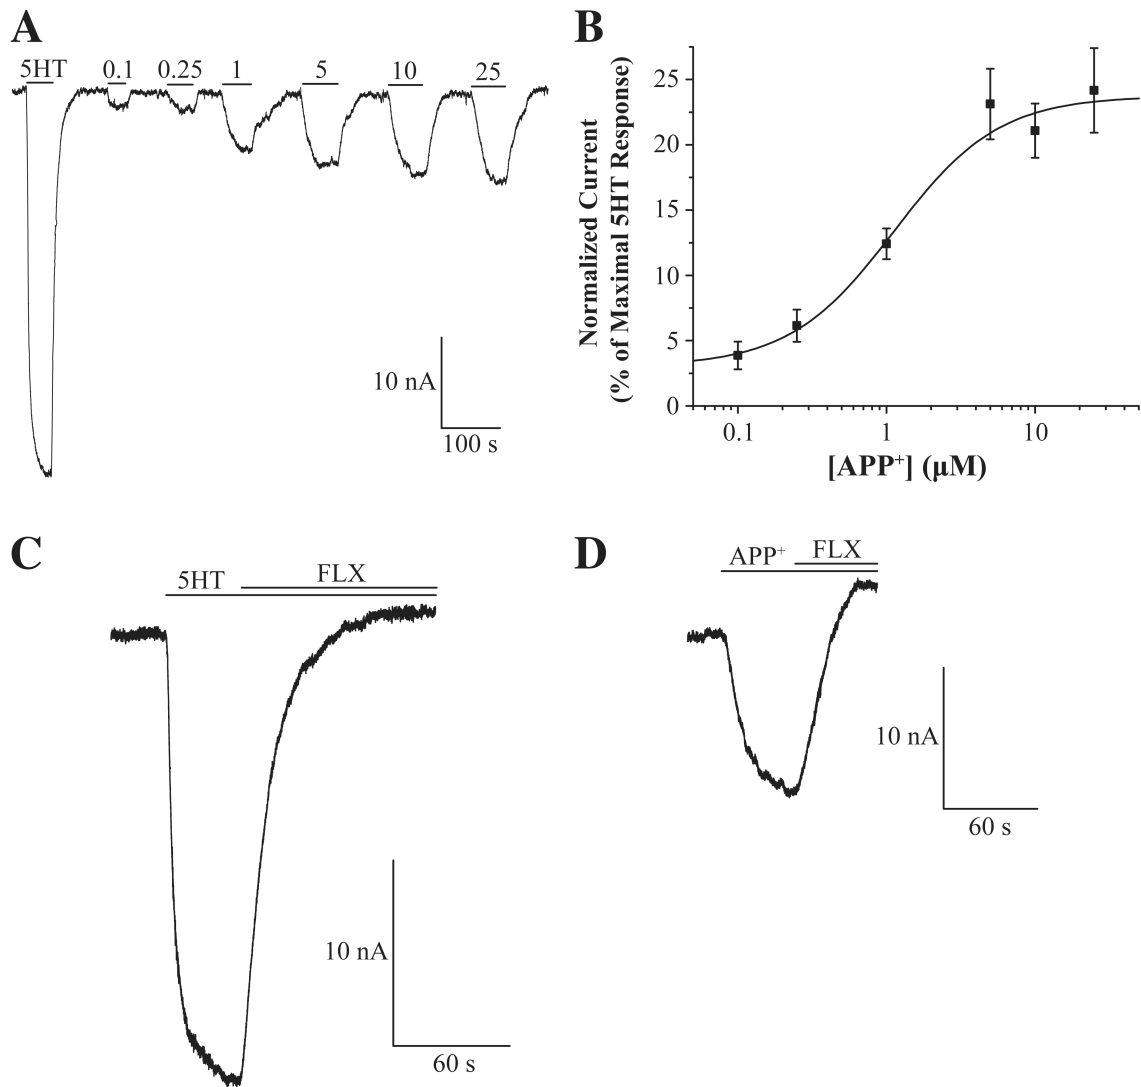 A
5HT 0.1 0.25 1 5 10 25
10 nA
100 s
B
Normalized Current
(% of Maximal 5HT Response)
25
20
15
10
5
0
0.1 1 10
[APP+] (μM)
C
5HT FLX
10 nA
60 s
D
APP+ FLX
10 nA
60 s